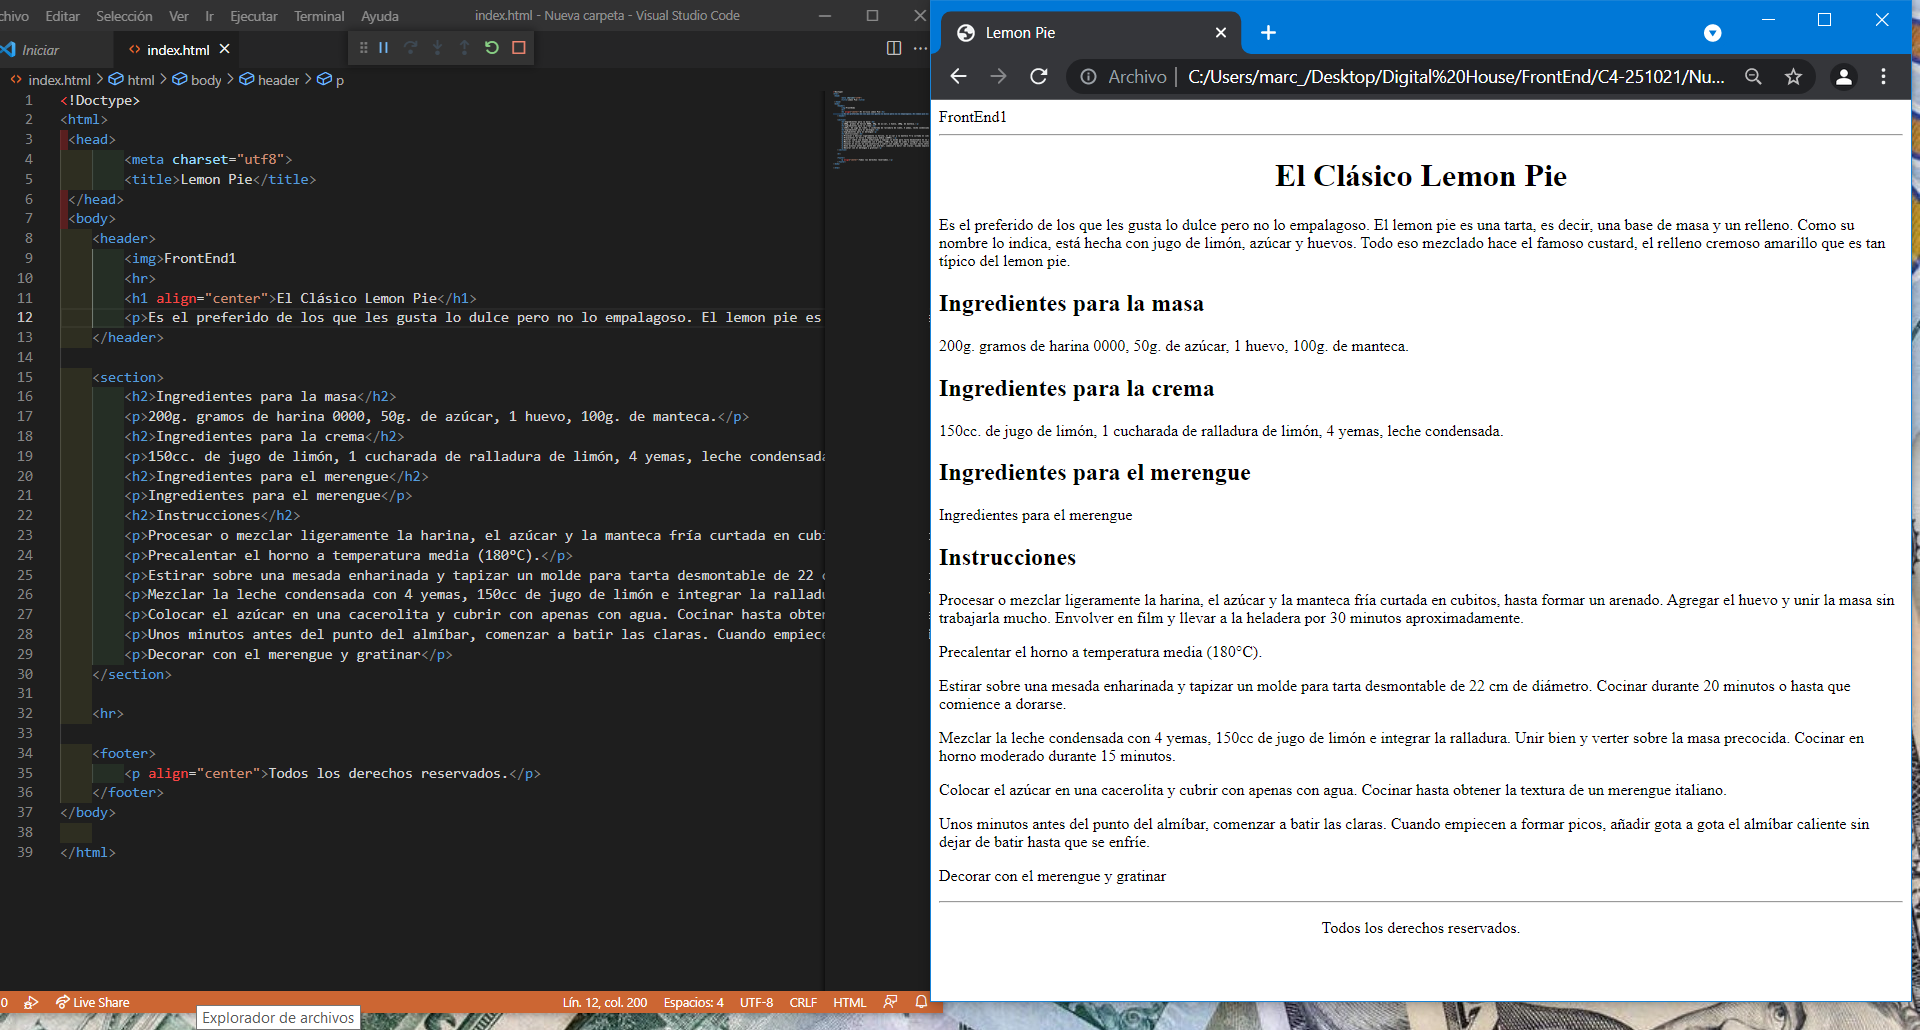 chivo Editar Selección Ver Ir Ejecutar Terminal Ayuda
index.html - Nueva carpeta - Visual Studio Code
Iniciar
<> index.html
<> index.html > html > body > header > p
1 <!Doctype>
2 <html>
3 <head>
4 <meta charset="utf8">
5 <title>Lemon Pie</title>
6 </head>
7 <body>
8 <header>
9 <img>FrontEnd1
10 <hr>
11 <h1 align="center">El Clásico Lemon Pie</h1>
12 <p>Es el preferido de los que les gusta lo dulce pero no lo empalagoso. El lemon pie es
13 </header>
14
15 <section>
16 <h2>Ingredientes para la masa</h2>
17 <p>200g. gramos de harina 0000, 50g. de azúcar, 1 huevo, 100g. de manteca.</p>
18 <h2>Ingredientes para la crema</h2>
19 <p>150cc. de jugo de limón, 1 cucharada de ralladura de limón, 4 yemas, leche condensada
20 <h2>Ingredientes para el merengue</h2>
21 <p>Ingredientes para el merengue</p>
22 <h2>Instrucciones</h2>
23 <p>Procesar o mezclar ligeramente la harina, el azúcar y la manteca fría curtada en cubi
24 <p>Precalentar el horno a temperatura media (180°C).</p>
25 <p>Estirar sobre una mesada enharinada y tapizar un molde para tarta desmontable de 22 c
26 <p>Mezclar la leche condensada con 4 yemas, 150cc de jugo de limón e integrar la ralladu
27 <p>Colocar el azúcar en una cacerolita y cubrir con apenas con agua. Cocinar hasta obten
28 <p>Unos minutos antes del punto del almíbar, comenzar a batir las claras. Cuando empiece
29 <p>Decorar con el merengue y gratinar</p>
30 </section>
31
32 <hr>
33
34 <footer>
35 <p align="center">Todos los derechos reservados.</p>
36 </footer>
37 </body>
38
39 </html>
0 Live Share Lín. 12, col. 200 Espacios: 4 UTF-8 CRLF HTML
Explorador de archivos
Lemon Pie
Archivo | C:/Users/marc_/Desktop/Digital%20House/FrontEnd/C4-251021/Nu...
FrontEnd1
El Clásico Lemon Pie
Es el preferido de los que les gusta lo dulce pero no lo empalagoso. El lemon pie es una tarta, es decir, una base de masa y un relleno. Como su
nombre lo indica, está hecha con jugo de limón, azúcar y huevos. Todo eso mezclado hace el famoso custard, el relleno cremoso amarillo que es tan
típico del lemon pie.
Ingredientes para la masa
200g. gramos de harina 0000, 50g. de azúcar, 1 huevo, 100g. de manteca.
Ingredientes para la crema
150cc. de jugo de limón, 1 cucharada de ralladura de limón, 4 yemas, leche condensada.
Ingredientes para el merengue
Ingredientes para el merengue
Instrucciones
Procesar o mezclar ligeramente la harina, el azúcar y la manteca fría curtada en cubitos, hasta formar un arenado. Agregar el huevo y unir la masa sin
trabajarla mucho. Envolver en film y llevar a la heladera por 30 minutos aproximadamente.
Precalentar el horno a temperatura media (180°C).
Estirar sobre una mesada enharinada y tapizar un molde para tarta desmontable de 22 cm de diámetro. Cocinar durante 20 minutos o hasta que
comience a dorarse.
Mezclar la leche condensada con 4 yemas, 150cc de jugo de limón e integrar la ralladura. Unir bien y verter sobre la masa precocida. Cocinar en
horno moderado durante 15 minutos.
Colocar el azúcar en una cacerolita y cubrir con apenas con agua. Cocinar hasta obtener la textura de un merengue italiano.
Unos minutos antes del punto del almíbar, comenzar a batir las claras. Cuando empiecen a formar picos, añadir gota a gota el almíbar caliente sin
dejar de batir hasta que se enfríe.
Decorar con el merengue y gratinar
Todos los derechos reservados.